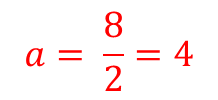 a = 8/2 = 4